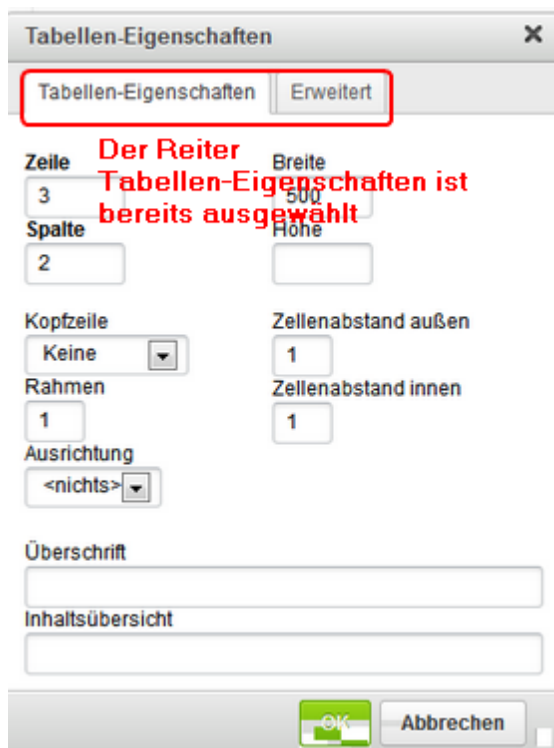 Tabellen-Eigenschaften
Tabellen-Eigenschaften Erweitert
Der Reiter
Tabellen-Eigenschaften ist
bereits ausgewählt
Zeile Breite
3 500
Spalte Höhe
2
Kopfzeile Zellenabstand außen
Keine 1
Rahmen Zellenabstand innen
1 1
Ausrichtung
<nichts>
Überschrift
Inhaltsübersicht
OK Abbrechen